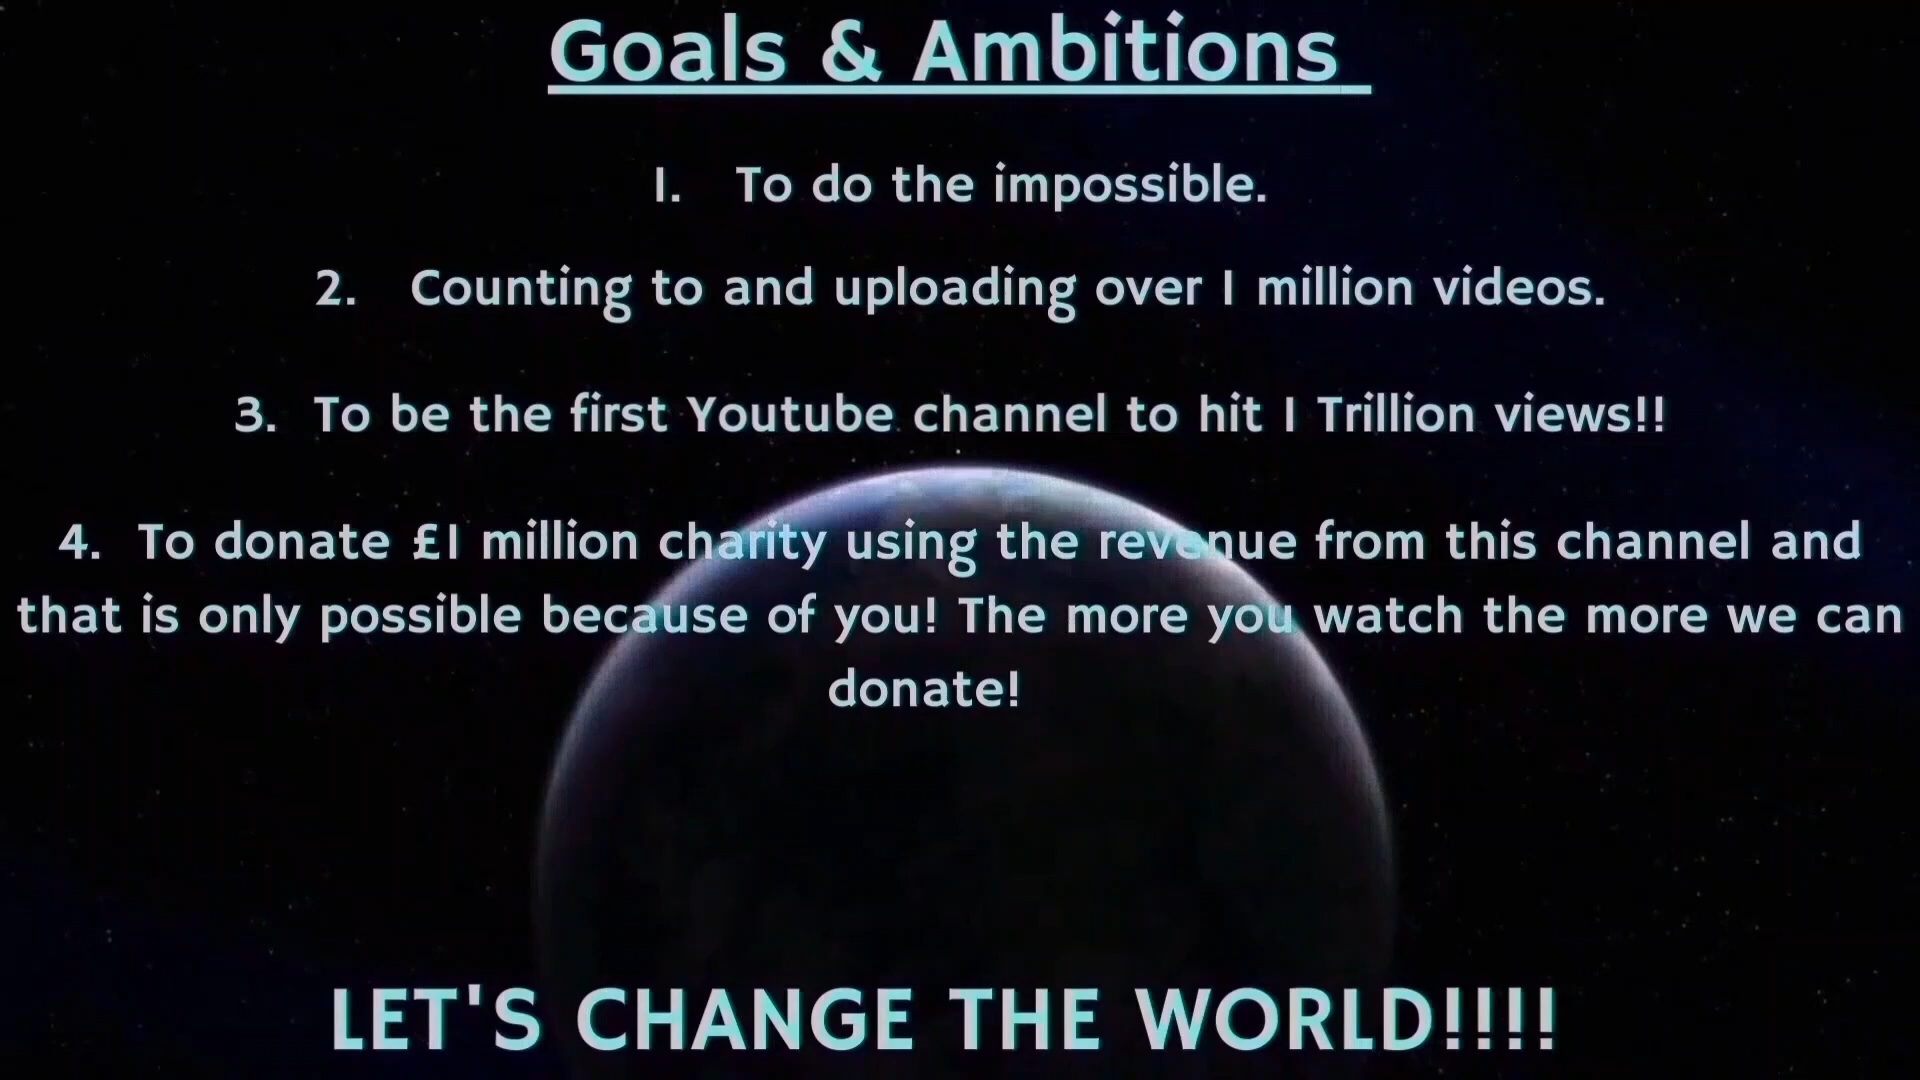 Goals & Ambitions
1. To do the impossible.
2. Counting to and uploading over 1 million videos.
3. To be the first Youtube channel to hit 1 Trillion views!!
4. To donate £1 million charity using the revenue from this channel and
that is only possible because of you! The more you watch the more we can
donate!
LET'S CHANGE THE WORLD!!!!